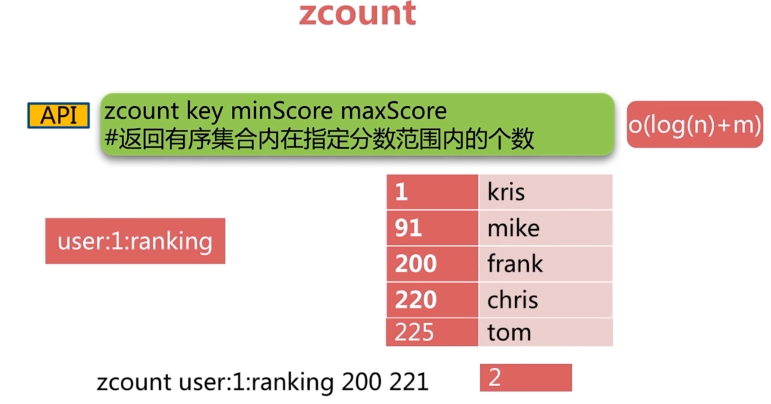 zcount
API
zcount key minScore maxScore
#返回有序集合内在指定分数范围内的个数
o(log(n)+m)
user:1:ranking
1 kris
91 mike
200 frank
220 chris
225 tom
zcount user:1:ranking 200 221
2